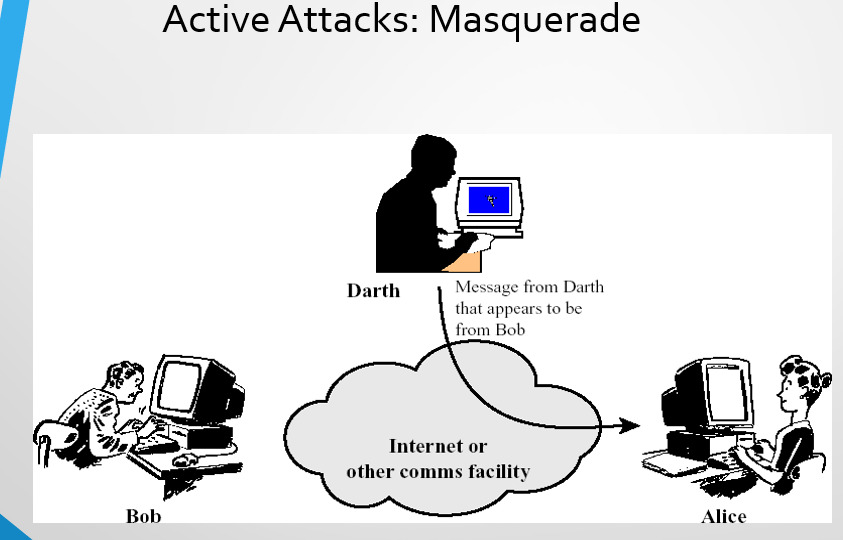 Active Attacks: Masquerade
Darth
Message from Darth
that appears to be
from Bob
Internet or
other comms facility
Bob
Alice